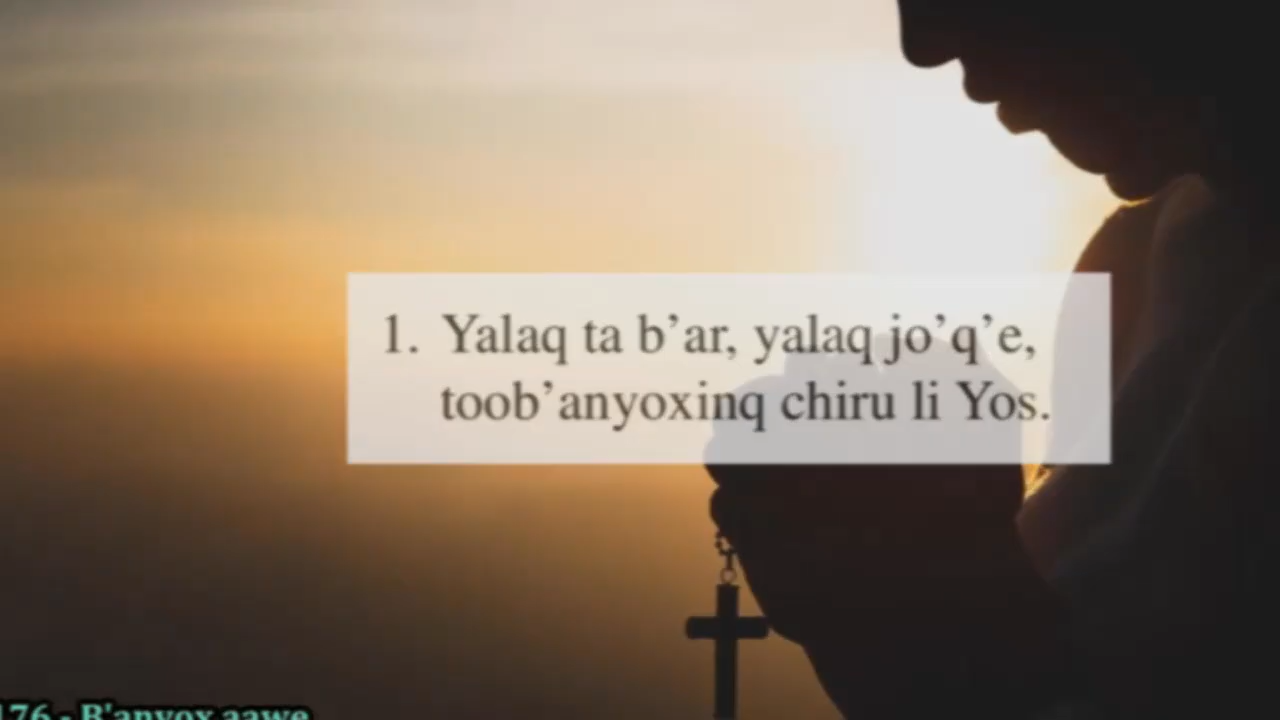 1. Yalaq ta b’ar, yalaq jo’q’e,
toob’anyoxinq chiru li Yos.
176 - B'anyox aawe